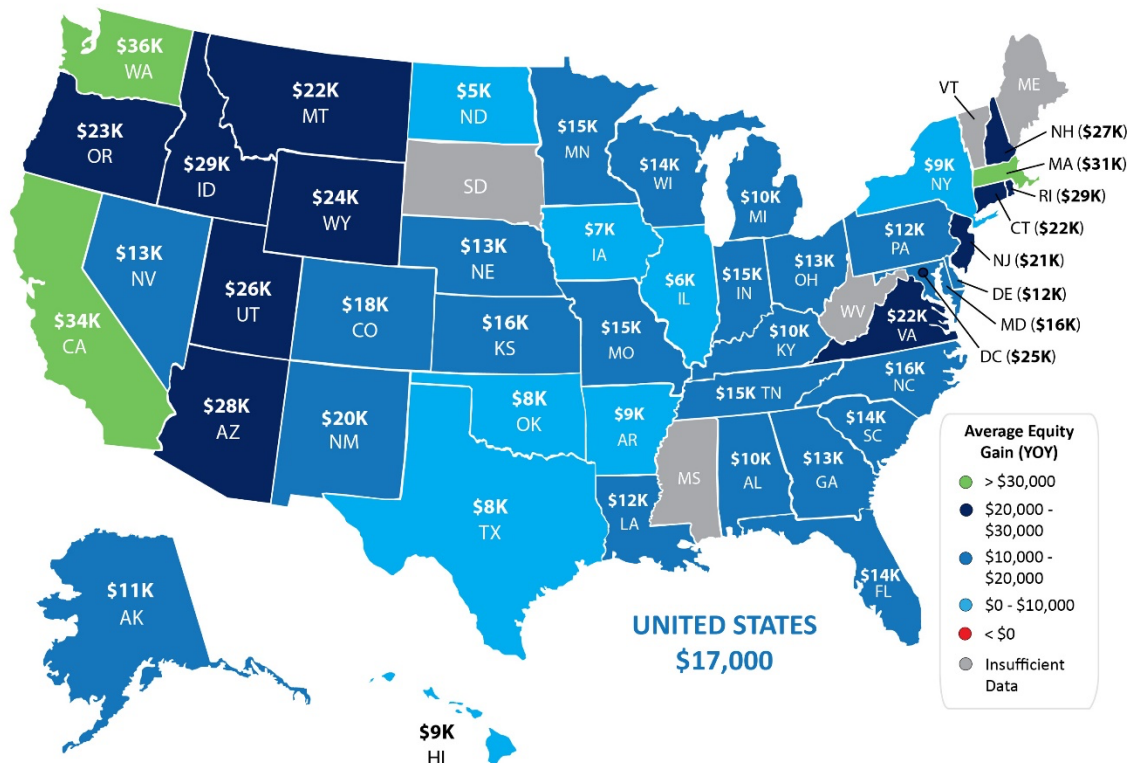 $36K
WA
$23K
OR
$29K
ID
$22K
MT
$24K
WY
$5K
ND
SD
$15K
MN
$14K
WI
$10K
MI
$9K
NY
VT
ME
NH ($27K)
MA ($31K)
RI ($29K)
CT ($22K)
NJ ($21K)
DE ($12K)
MD ($16K)
DC ($25K)
$34K
CA
$13K
NV
$26K
UT
$18K
CO
$13K
NE
$16K
KS
$7K
IA
$6K
IL
$15K
MO
$15K
IN
$13K
OH
$12K
PA
WV
$22K
VA
$10K
KY
$28K
AZ
$20K
NM
$8K
OK
$9K
AR
$15K TN
$16K
NC
$14K
SC
$8K
TX
$12K
LA
MS
$10K
AL
$13K
GA
$14K
FL
$11K
AK
$9K
HI
UNITED STATES
$17,000
Average Equity
Gain (YOY)
> $30,000
$20,000 -
$30,000
$10,000 -
$20,000
$0 - $10,000
< $0
Insufficient
Data